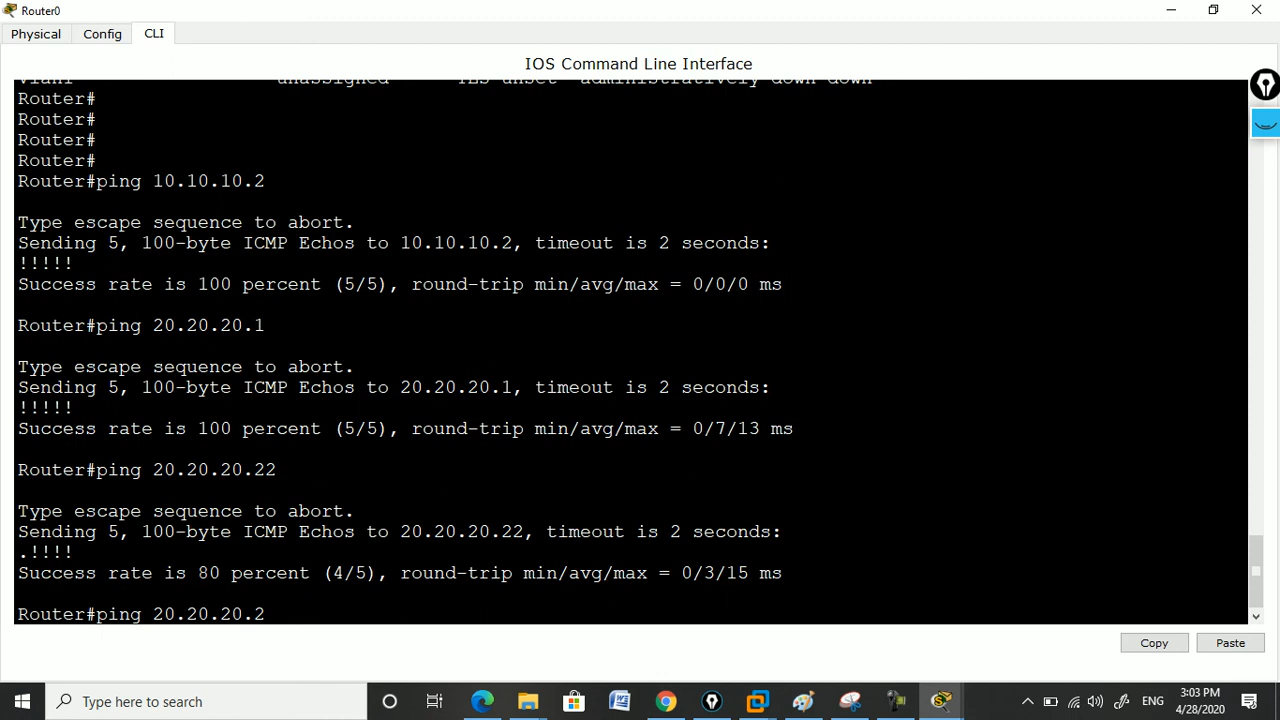 Router0
Physical Config CLI
IOS Command Line Interface
unassigned YES unset administratively down down
Router#
Router#
Router#
Router#
Router#ping 10.10.10.2
Type escape sequence to abort.
Sending 5, 100-byte ICMP Echos to 10.10.10.2, timeout is 2 seconds:
!!!!!
Success rate is 100 percent (5/5), round-trip min/avg/max = 0/0/0 ms
Router#ping 20.20.20.1
Type escape sequence to abort.
Sending 5, 100-byte ICMP Echos to 20.20.20.1, timeout is 2 seconds:
!!!!!
Success rate is 100 percent (5/5), round-trip min/avg/max = 0/7/13 ms
Router#ping 20.20.20.22
Type escape sequence to abort.
Sending 5, 100-byte ICMP Echos to 20.20.20.22, timeout is 2 seconds:
.!!!!
Success rate is 80 percent (4/5), round-trip min/avg/max = 0/3/15 ms
Router#ping 20.20.20.2
Copy Paste
Type here to search
ENG
3:03 PM
4/28/2020